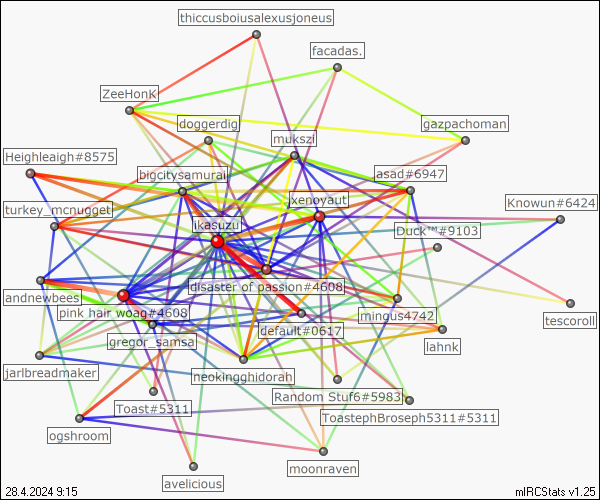 thiccusboiusalexusjoneus
facadas.
ZeeHonK
doggerdig
gazpachoman
mukszi
Heighleaigh#8575
bigcitysamurai
asad#6947
turkey_mcnugget
jxenoyaut
Knowun#6424
ikasuzu
Duck™#9103
disaster of passion#4608
andnewbees
pink hair woag#4608
mingus4742
tescoroll
default#0617
gregor_samsa
lahnk
jarlbreadmaker
neokingghidorah
Random Stuf6#5983
Toast#5311
ToastephBroseph5311#5311
ogshroom
moonraven
avelicious
28.4.2024 9:15
mIRCStats v1.25